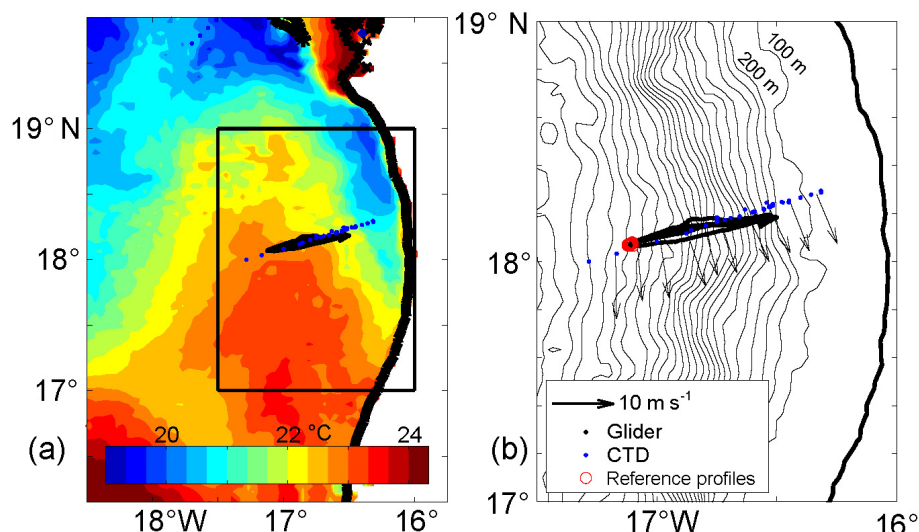 19° N
18°
17°
20
22 °C
24
(a)
18°W
17°
16°
(b)
19° N
100 m
200 m
18°
10 m s⁻¹
Glider
CTD
Reference profiles
17°
17°W
16°